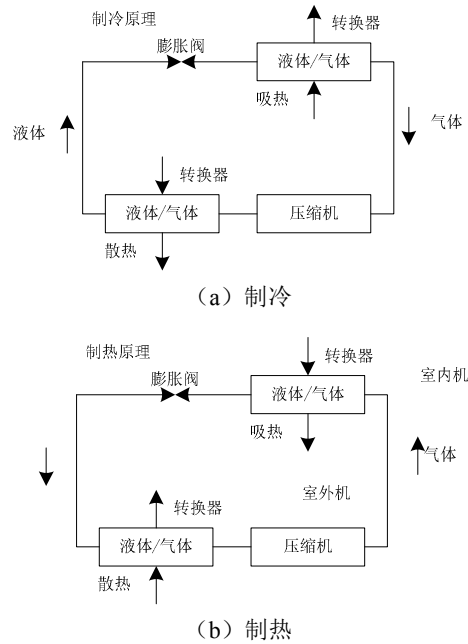 制冷原理
转换器
膨胀阀
液体/气体
吸热
液体
气体
转换器
液体/气体
压缩机
散热
（a）制冷
制热原理
转换器
室内机
膨胀阀
液体/气体
吸热
气体
室外机
转换器
液体/气体
压缩机
散热
（b）制热